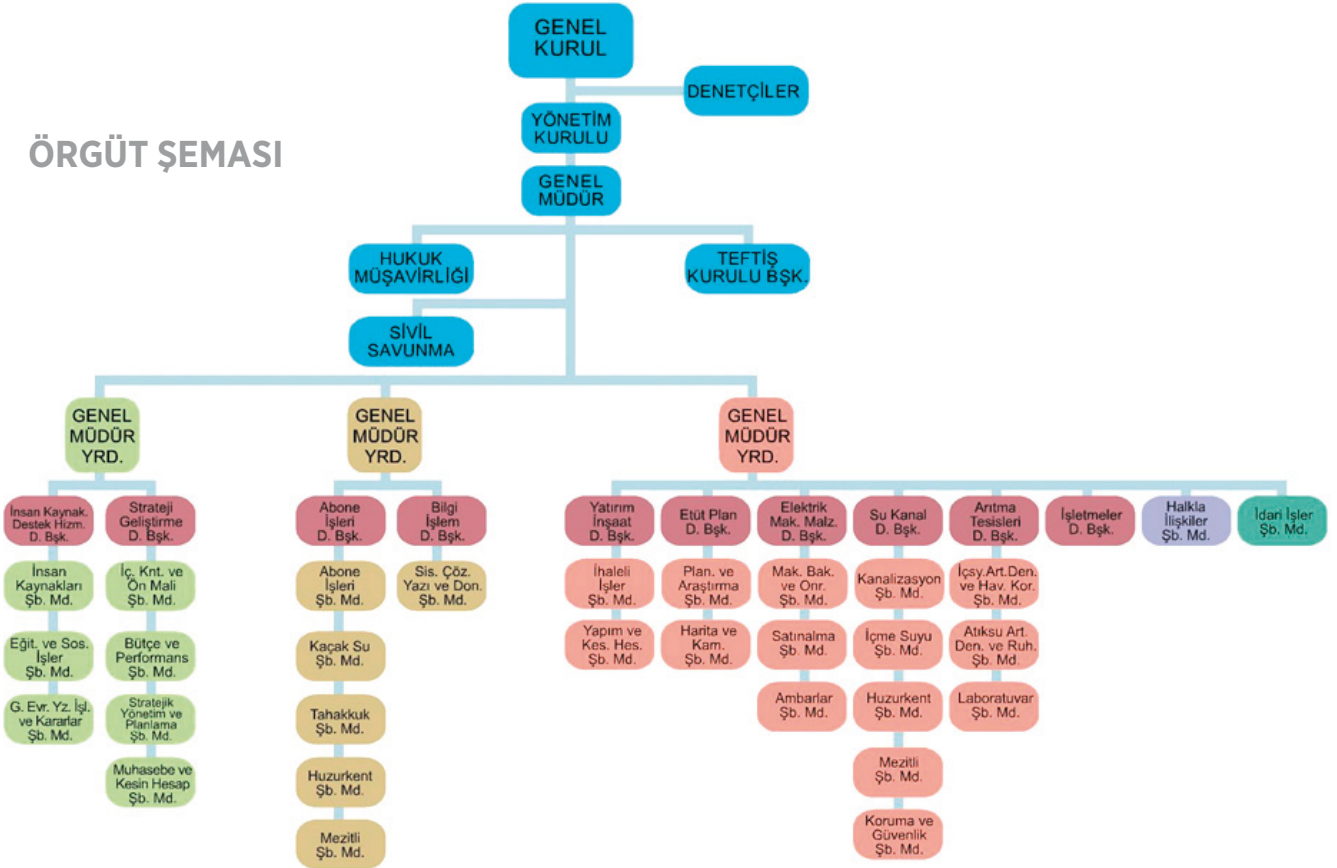 GENEL
KURUL
DENETÇİLER
YÖNETİM
KURULU
ÖRGÜT ŞEMASI
GENEL
MÜDÜR
HUKUK
MÜŞAVİRLİĞİ
TEFTİŞ
KURULU BŞK.
SİVİL
SAVUNMA
GENEL
MÜDÜR
YRD.
GENEL
MÜDÜR
YRD.
GENEL
MÜDÜR
YRD.
İnsan Kaynak.
Destek Hizm.
D. Bşk.
Strateji
Geliştirme
D. Bşk.
Abone
İşleri
D. Bşk.
Bilgi
İşlem
D. Bşk.
Yatırım
İnşaat
D. Bşk.
Etüt Plan
D. Bşk.
Elektrik
Mak. Malz.
D. Bşk.
Su Kanal
D. Bşk.
Arıtma
Tesisleri
D. Bşk.
İşletmeler
D. Bşk.
Halkla
İlişkiler
Şb. Md.
İdari İşler
Şb. Md.
İnsan
Kaynakları
Şb. Md.
İç. Knt. ve
Ön Mali
Şb. Md.
Abone
İşleri
Şb. Md.
Sis. Çöz.
Yazı ve Don.
Şb. Md.
İhaleli
İşler
Şb. Md.
Plan. ve
Araştırma
Şb. Md.
Mak. Bak.
ve Onr.
Şb. Md.
Kanalizasyon
Şb. Md.
İçsy.Art.Den.
ve Hav. Kor.
Şb. Md.
Eğit. ve Sos.
İşler
Şb. Md.
Bütçe ve
Performans
Şb. Md.
Kaçak Su
Şb. Md.
Yapım ve
Kes. Hes.
Şb. Md.
Harita ve
Kam.
Şb. Md.
Satınalma
Şb. Md.
İçme Suyu
Şb. Md.
Atıksu Art.
Den. ve Ruh.
Şb. Md.
G. Evr. Yz. İşl.
ve Kararlar
Şb. Md.
Stratejik
Yönetim ve
Planlama
Şb. Md.
Tahakkuk
Şb. Md.
Ambarlar
Şb. Md.
Huzurkent
Şb. Md.
Laboratuvar
Şb. Md.
Muhasebe ve
Kesin Hesap
Şb. Md.
Huzurkent
Şb. Md.
Mezitli
Şb. Md.
Mezitli
Şb. Md.
Koruma ve
Güvenlik
Şb. Md.